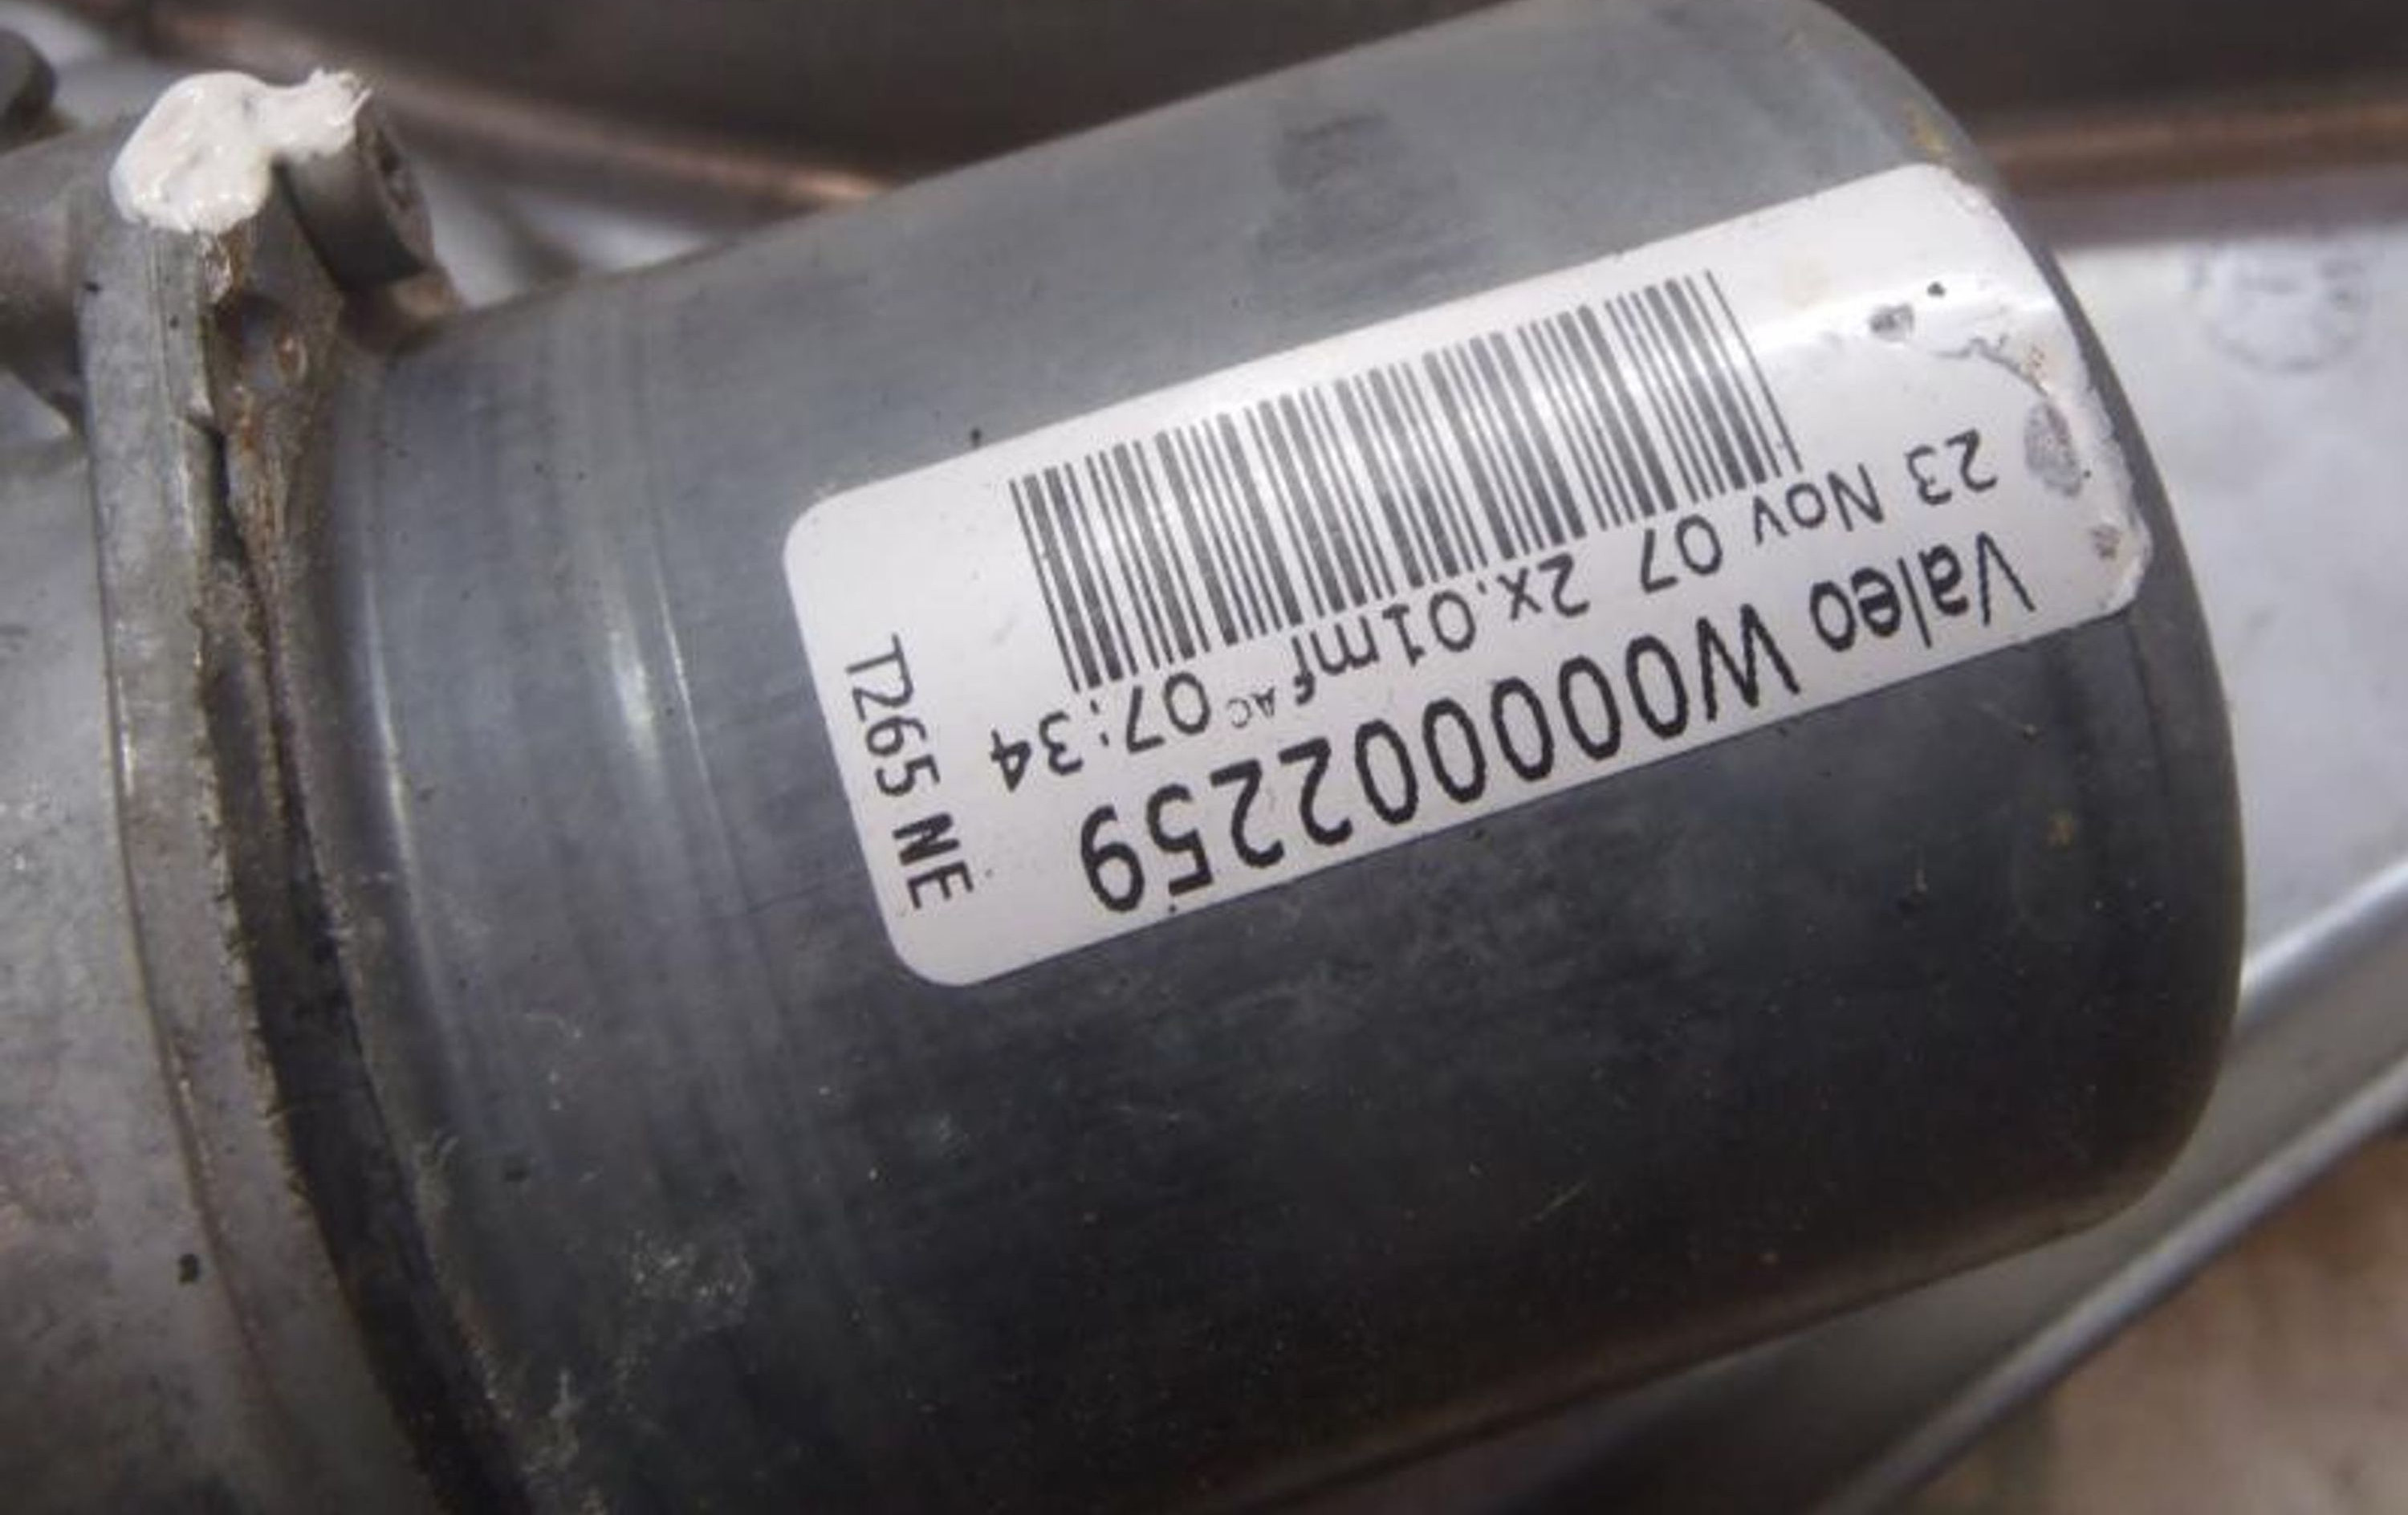 Valeo W000002259
23 Nov 07 2x.01mf AC 07:34
T265 NE